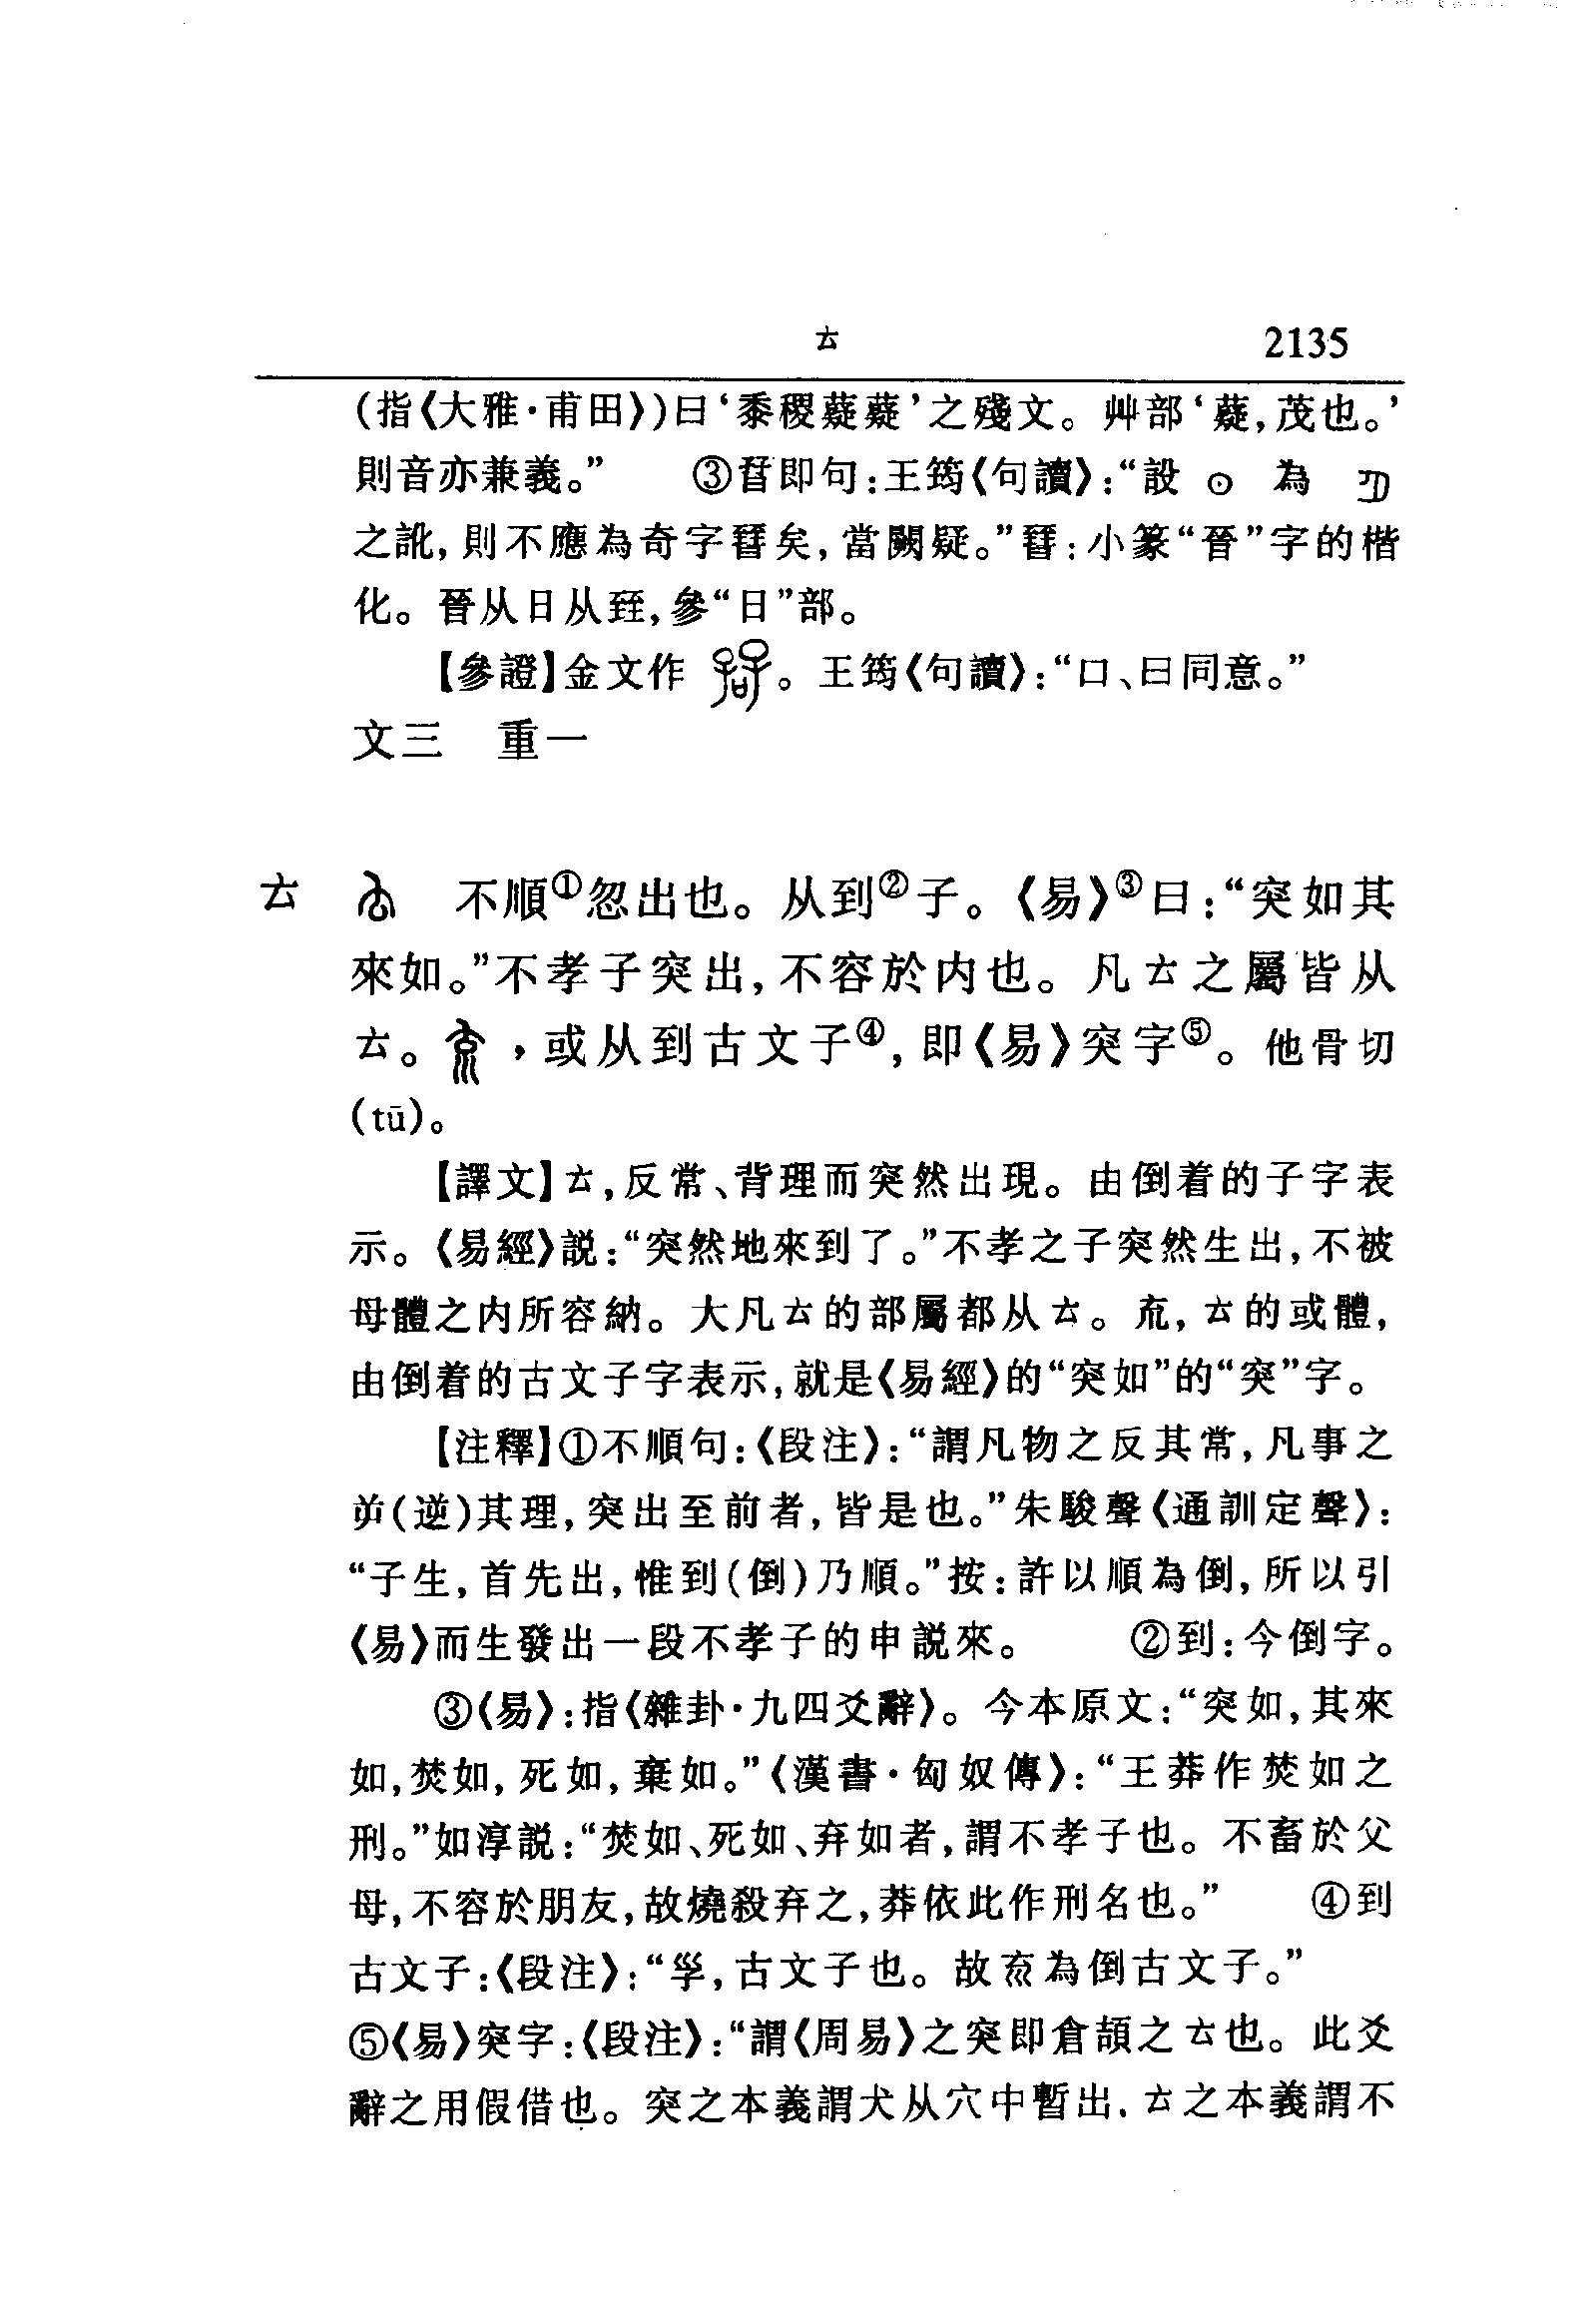 𠫓
2135
(指《大雅·甫田》)曰‘黍稷薿薿’之殘文。艸部‘薿,茂也。’
則音亦兼義。” ③𣊡即句:王筠《句讀》:“設 ⊙ 為
之訛,則不應為奇字𣊡矣,當闕疑。”𣊡:小篆“晉”字的楷
化。晉从日从臸,參“日”部。
【參證】金文作 。王筠《句讀》:“口、曰同意。”
文三 重一
𠫓 不順①忽出也。从到②子。《易》③曰:“突如其
來如。”不孝子突出,不容於内也。凡𠫓之屬皆从
𠫓。 ,或从到古文子④,即《易》突字⑤。他骨切
(tū)。
【譯文】𠫓,反常、背理而突然出現。由倒着的子字表
示。《易經》説:“突然地來到了。”不孝之子突然生出,不被
母體之内所容納。大凡𠫓的部屬都从𠫓。㐬,𠫓的或體,
由倒着的古文子字表示,就是《易經》的“突如”的“突”字。
【注釋】①不順句:《段注》:“謂凡物之反其常,凡事之
屰(逆)其理,突出至前者,皆是也。”朱駿聲《通訓定聲》:
“子生,首先出,惟到(倒)乃順。”按:許以順為倒,所以引
《易》而生發出一段不孝子的申説來。 ②到:今倒字。
③《易》:指《離卦·九四爻辭》。今本原文:“突如,其來
如,焚如,死如,棄如。”《漢書·匈奴傳》:“王莽作焚如之
刑。”如淳説:“焚如、死如、弃如者,謂不孝子也。不畜於父
母,不容於朋友,故燒殺弃之,莽依此作刑名也。” ④到
古文子:《段注》:“㜽,古文子也。故㐬為倒古文子。”
⑤《易》突字:《段注》:“謂《周易》之突即倉頡之𠫓也。此爻
辭之用假借也。突之本義謂犬从穴中暫出.𠫓之本義謂不